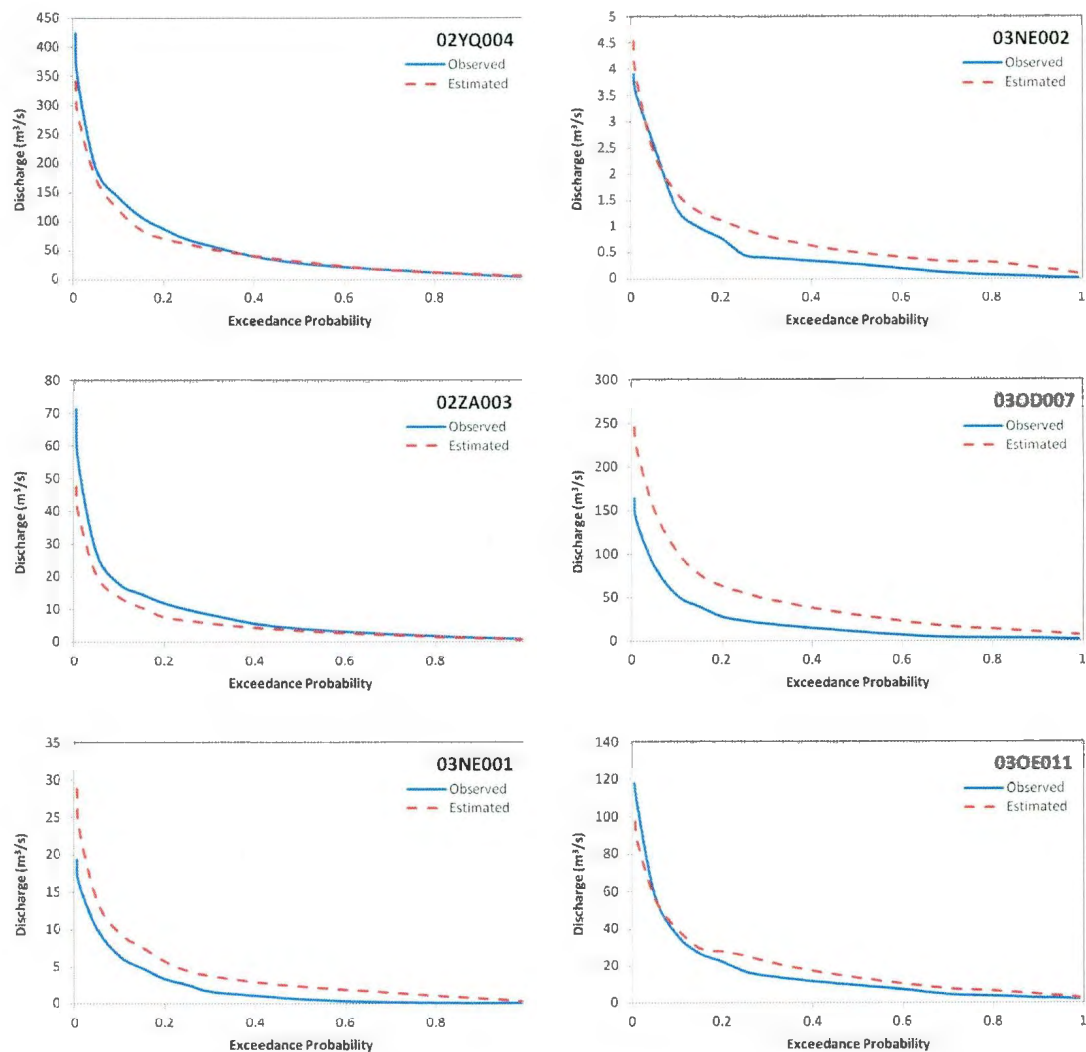 450
400
350
300
250
200
150
100
50
0
Discharge (m³/s)
02YQ004
Observed
Estimated
0 0.2 0.4 0.6 0.8
Exceedance Probability
5
4.5
4
3.5
3
2.5
2
1.5
1
0.5
0
Discharge (m³/s)
03NE002
Observed
Estimated
0 0.2 0.4 0.6 0.8 1
Exceedance Probability
80
70
60
50
40
30
20
10
0
Discharge (m³/s)
02ZA003
Observed
Estimated
0 0.2 0.4 0.6 0.8
Exceedance Probability
300
250
200
150
100
50
0
Discharge (m³/s)
03OD007
Observed
Estimated
0 0.2 0.4 0.6 0.8 1
Exceedance Probability
35
30
25
20
15
10
5
0
Discharge (m³/s)
03NE001
Observed
Estimated
0 0.2 0.4 0.6 0.8
Exceedance Probability
140
120
100
80
60
40
20
0
Discharge (m³/s)
03OE011
Observed
Estimated
0 0.2 0.4 0.6 0.8 1
Exceedance Probability